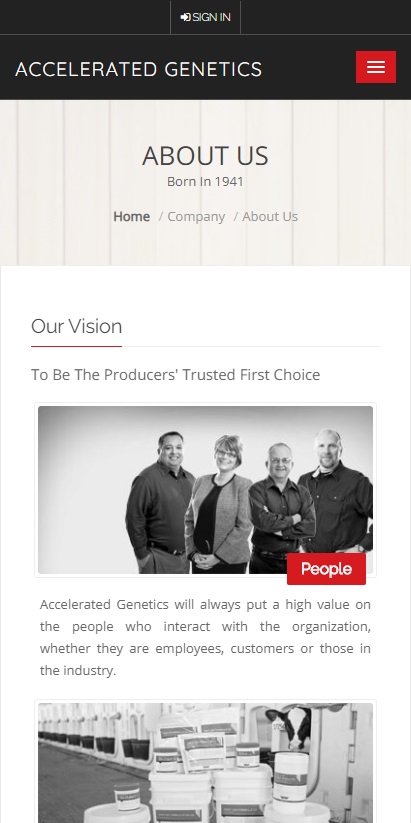 SIGN IN
ACCELERATED GENETICS
ABOUT US
Born In 1941
Home / Company / About Us
Our Vision
To Be The Producers' Trusted First Choice
People
Accelerated Genetics will always put a high value on
the people who interact with the organization,
whether they are employees, customers or those in
the industry.